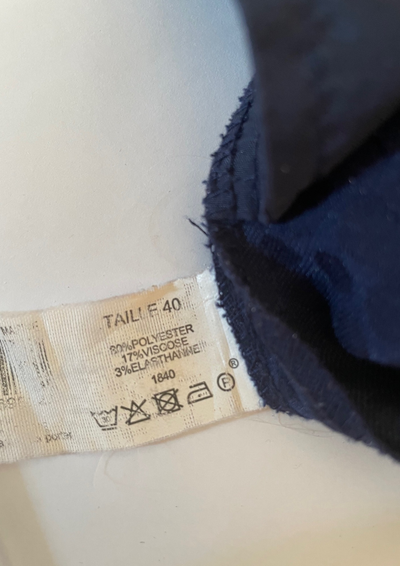 TAILLE 40
80%POLYESTER
17%VISCOSE
3%ELASTHANNE
1840
F
®